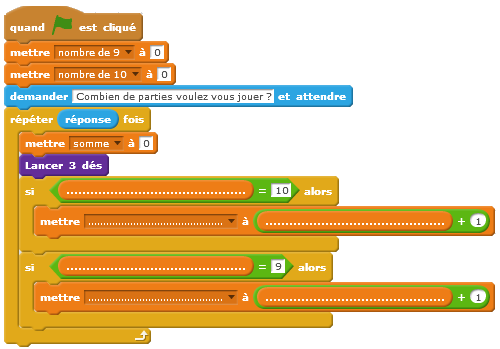 quand est cliqué
mettre nombre de 9 à 0
mettre nombre de 10 à 0
demander Combien de parties voulez vous jouer ? et attendre
répéter réponse fois
mettre somme à 0
Lancer 3 dés
si ........................................ = 10 alors
mettre ........................................ à ........................................ + 1
si ........................................ = 9 alors
mettre ........................................ à ........................................ + 1